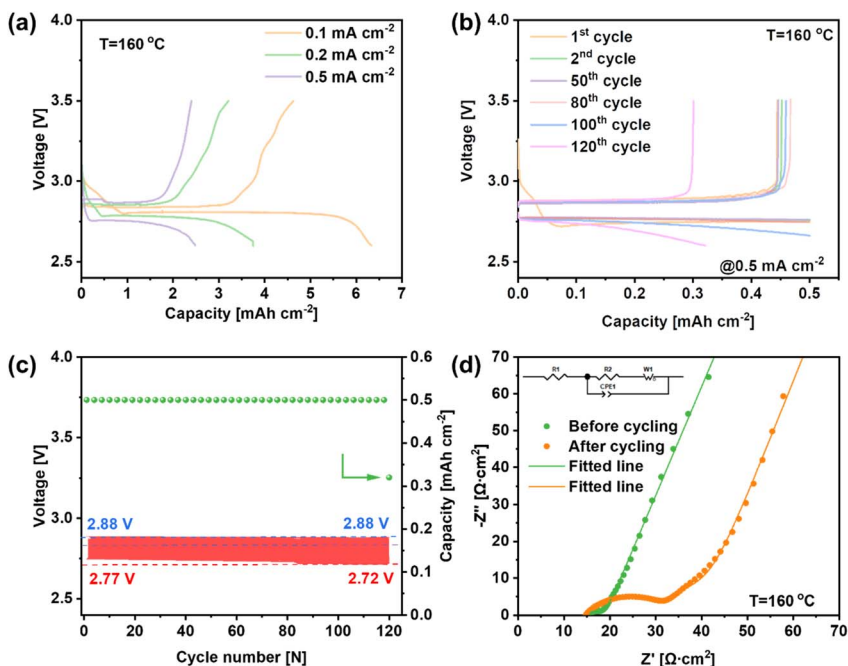 (a)
T=160 °C
0.1 mA cm⁻²
0.2 mA cm⁻²
0.5 mA cm⁻²
4.0
3.5
3.0
2.5
Voltage [V]
0 1 2 3 4 5 6 7
Capacity [mAh cm⁻²]
(b)
1ˢᵗ cycle
2ⁿᵈ cycle
50ᵗʰ cycle
80ᵗʰ cycle
100ᵗʰ cycle
120ᵗʰ cycle
T=160 °C
4.0
3.5
3.0
2.5
Voltage [V]
@0.5 mA cm⁻²
0.0 0.1 0.2 0.3 0.4 0.5
Capacity [mAh cm⁻²]
(c)
4.0
3.5
3.0
2.5
Voltage [V]
2.88 V 2.88 V
2.77 V 2.72 V
0.6
0.5
0.4
0.3
0.2
0.1
0.0
Capacity [mAh cm⁻²]
0 10 20 30 40 50 60 70 80 90 100 110 120
Cycle number [N]
(d)
R1 R2 W1
CPE1
Before cycling
After cycling
Fitted line
Fitted line
70
60
50
40
30
20
10
0
-Z'' [Ω·cm²]
T=160 °C
0 10 20 30 40 50 60 70
Z' [Ω·cm²]